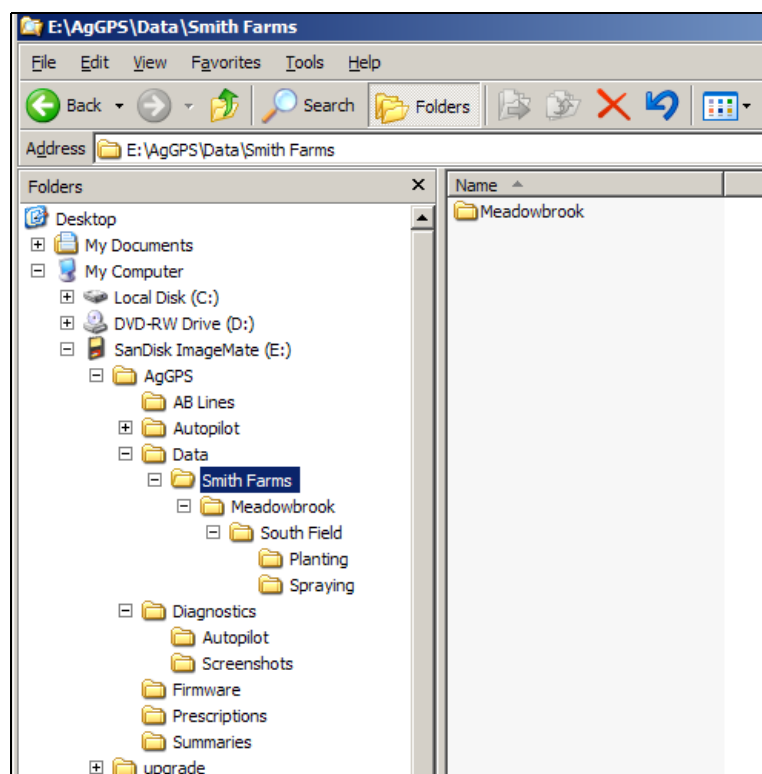 E:\AgGPS\Data\Smith Farms
File Edit View Favorites Tools Help
Back Search Folders
Address E:\AgGPS\Data\Smith Farms
Folders
Name
Meadowbrook
Desktop
My Documents
My Computer
Local Disk (C:)
DVD-RW Drive (D:)
SanDisk ImageMate (E:)
AgGPS
AB Lines
Autopilot
Data
Smith Farms
Meadowbrook
South Field
Planting
Spraying
Diagnostics
Autopilot
Screenshots
Firmware
Prescriptions
Summaries
upgrade